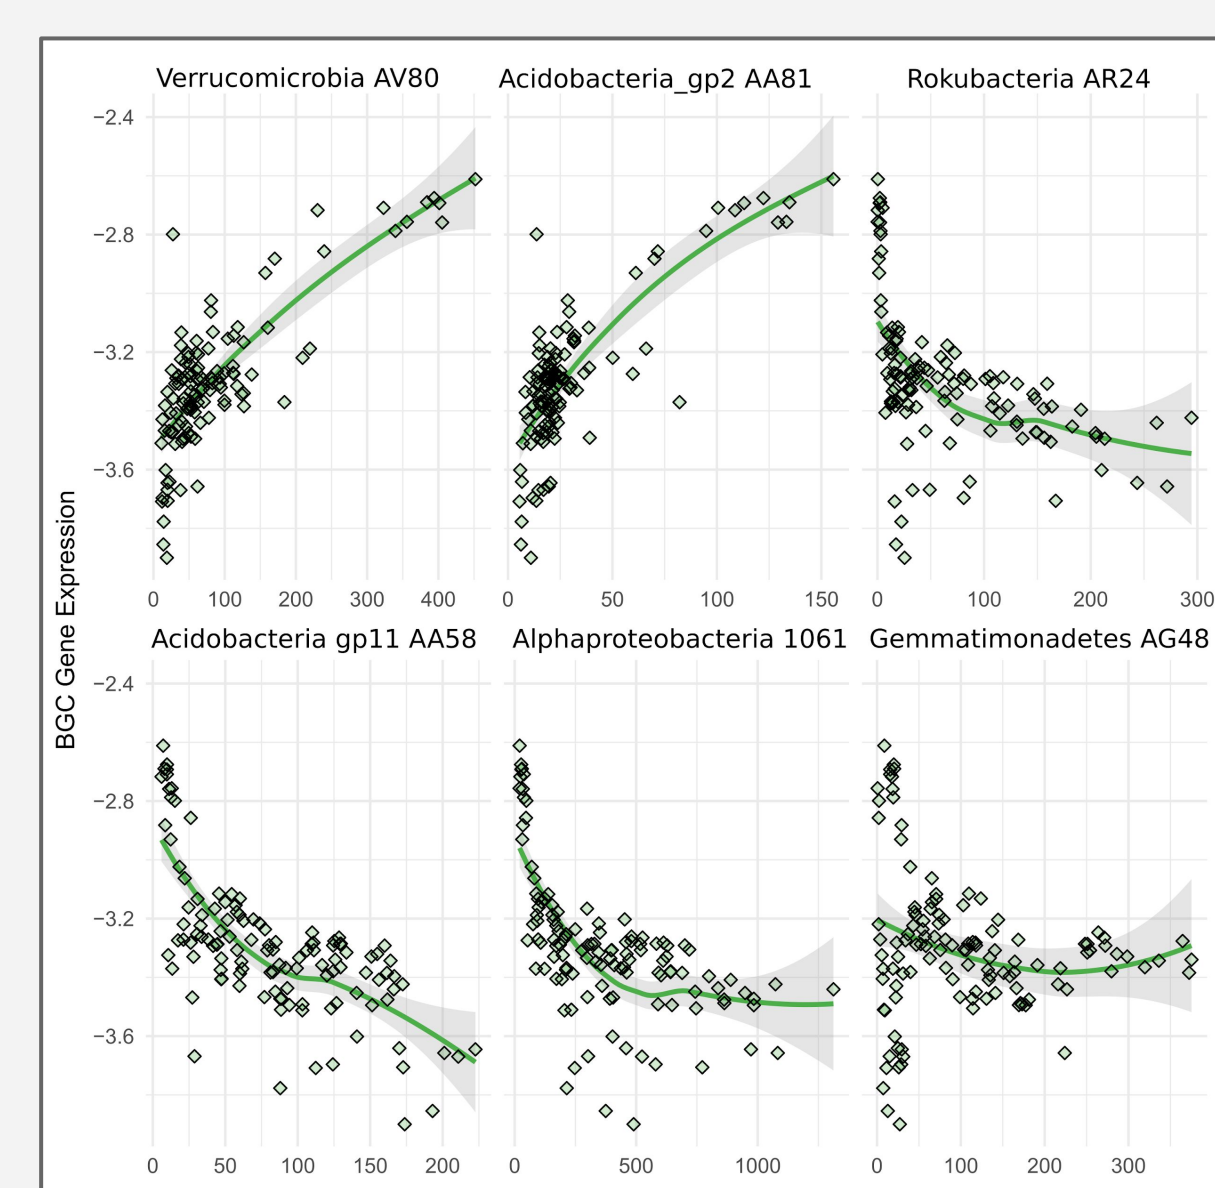 Verrucomicrobia AV80
Acidobacteria_gp2 AA81
Rokubacteria AR24
−2.4
−2.8
−3.2
−3.6
0 100 200 300 400
0 50 100 150
0 100 200 300
BGC Gene Expression
Acidobacteria gp11 AA58
Alphaproteobacteria 1061
Gemmatimonadetes AG48
−2.4
−2.8
−3.2
−3.6
0 50 100 150 200
0 500 1000
0 100 200 300